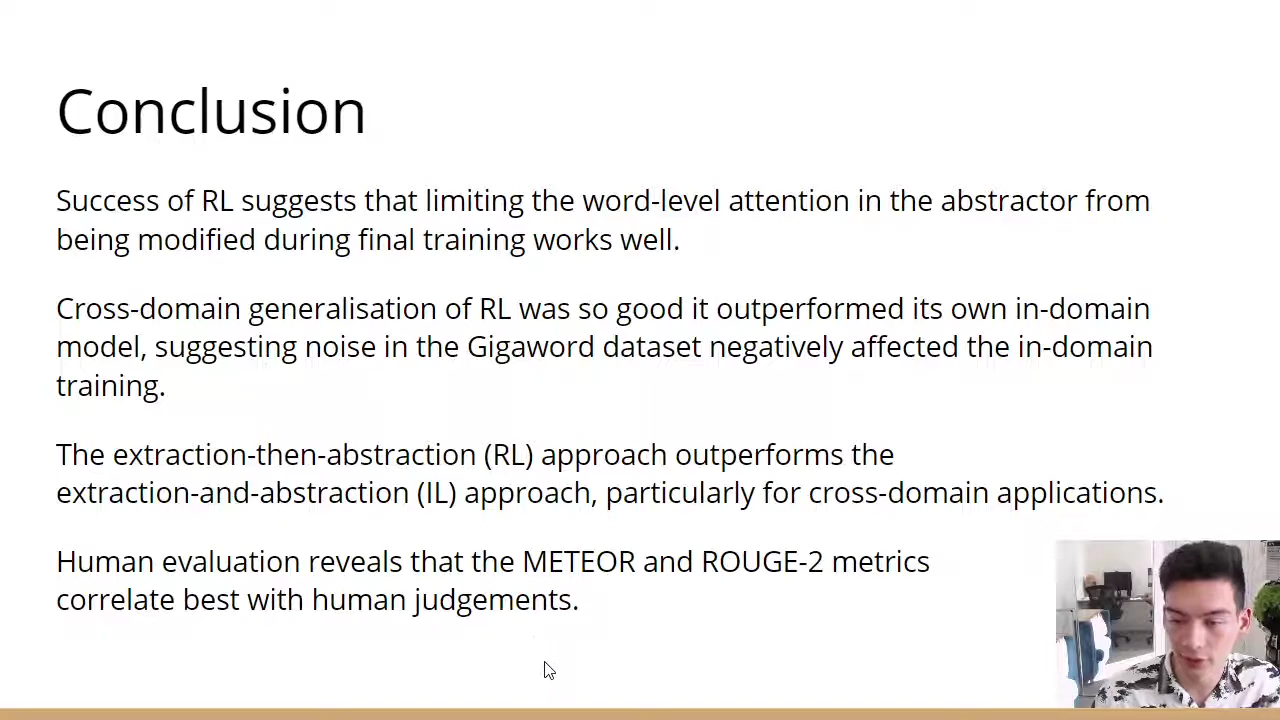 Conclusion
Success of RL suggests that limiting the word-level attention in the abstractor from
being modified during final training works well.
Cross-domain generalisation of RL was so good it outperformed its own in-domain
model, suggesting noise in the Gigaword dataset negatively affected the in-domain
training.
The extraction-then-abstraction (RL) approach outperforms the
extraction-and-abstraction (IL) approach, particularly for cross-domain applications.
Human evaluation reveals that the METEOR and ROUGE-2 metrics
correlate best with human judgements.